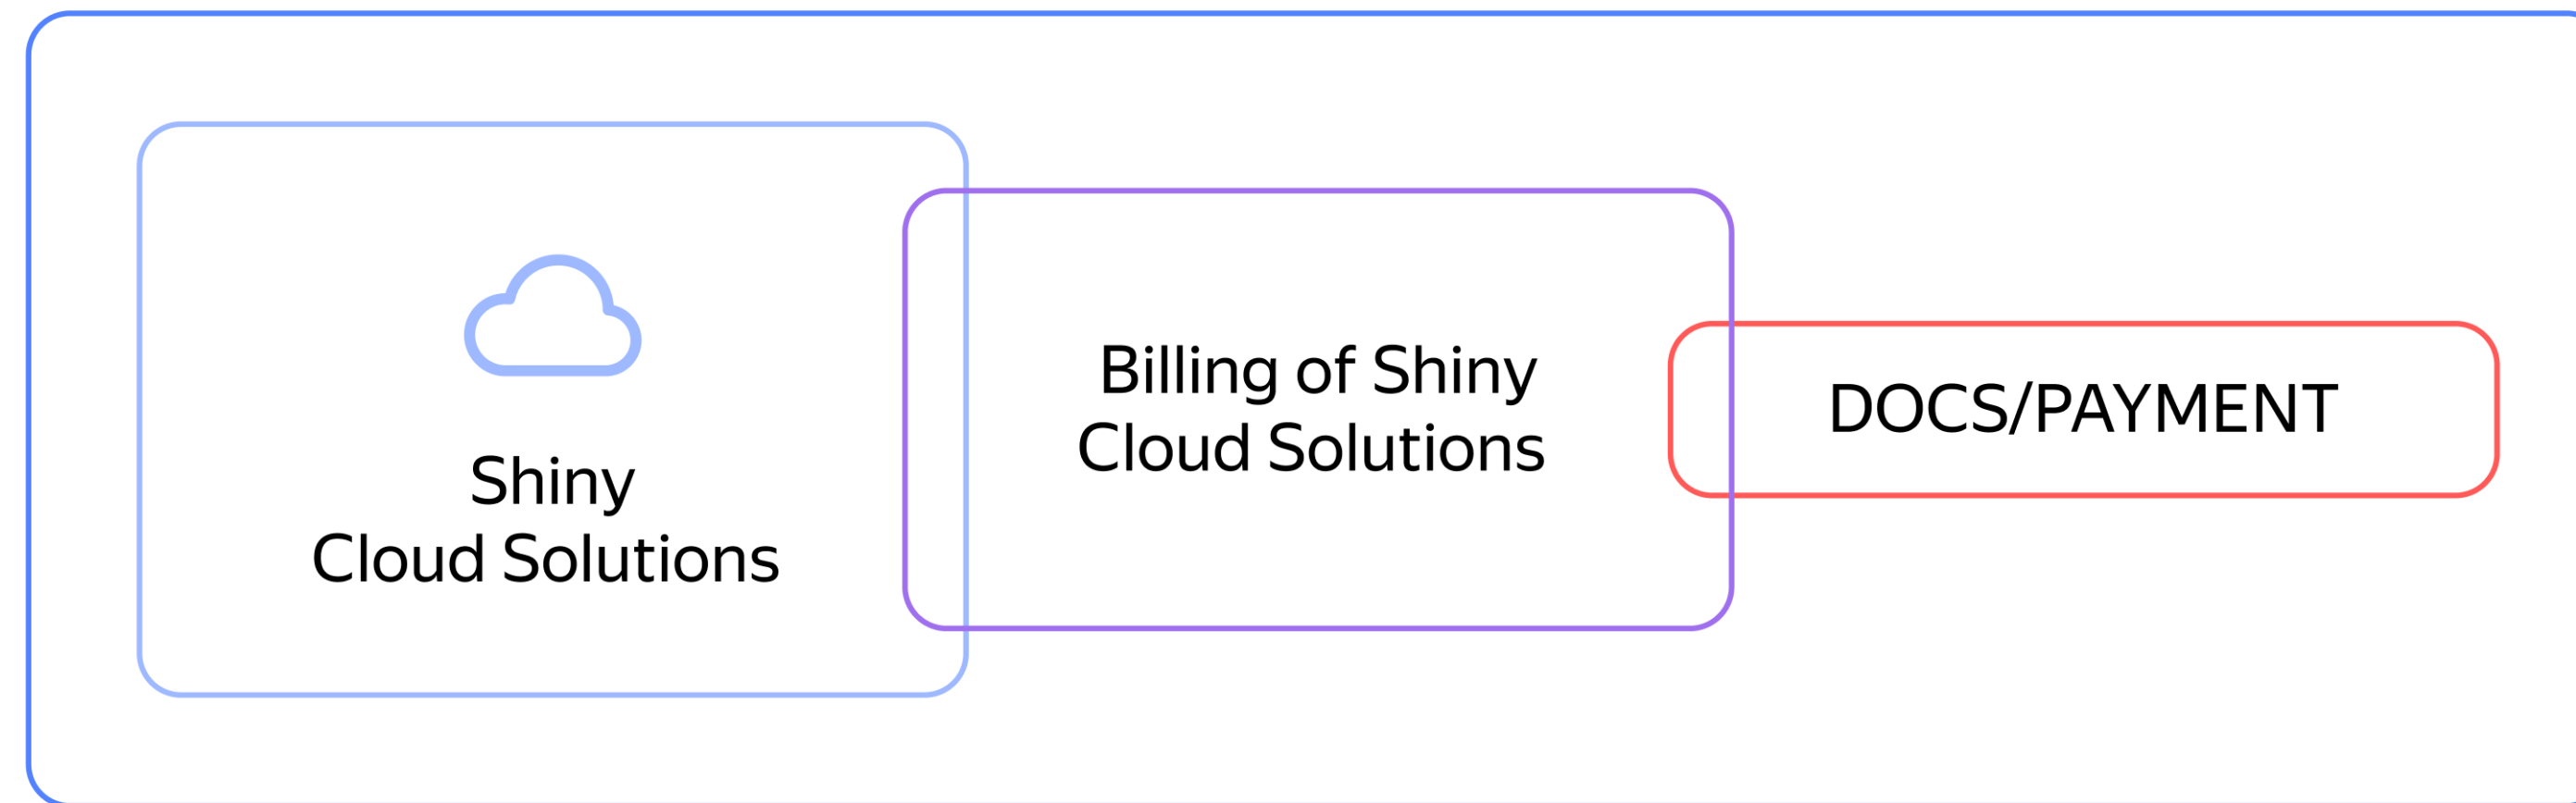 Shiny
Cloud Solutions
Billing of Shiny
Cloud Solutions
DOCS/PAYMENT